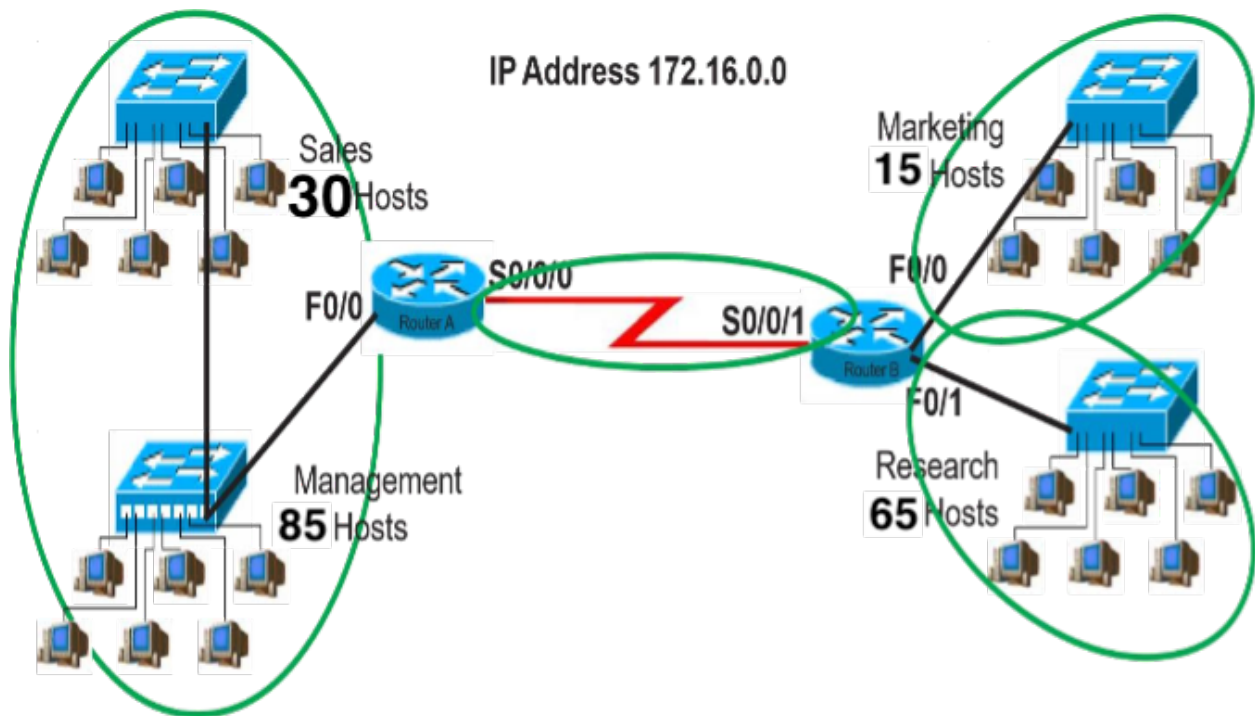 IP Address 172.16.0.0
Sales
30 Hosts
Marketing
15 Hosts
F0/0
S0/0/0
Router A
S0/0/1
F0/0
Router B
F0/1
Management
85 Hosts
Research
65 Hosts